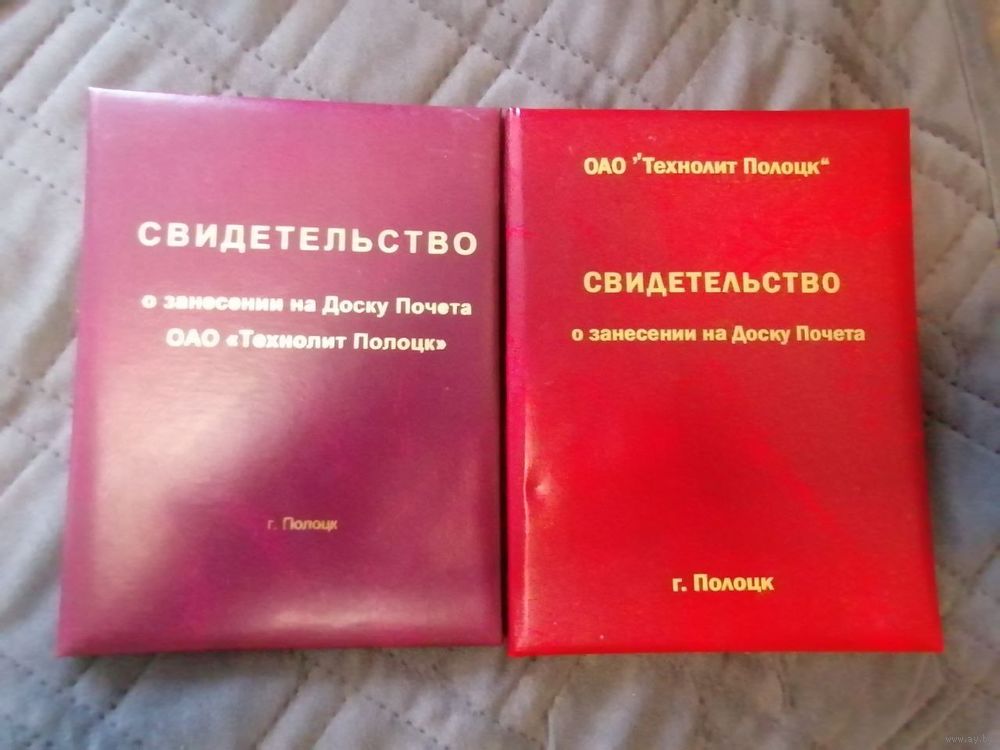 СВИДЕТЕЛЬСТВО
о занесении на Доску Почета
ОАО «Технолит Полоцк»
г. Полоцк
ОАО "Технолит Полоцк“
СВИДЕТЕЛЬСТВО
о занесении на Доску Почета
г. Полоцк